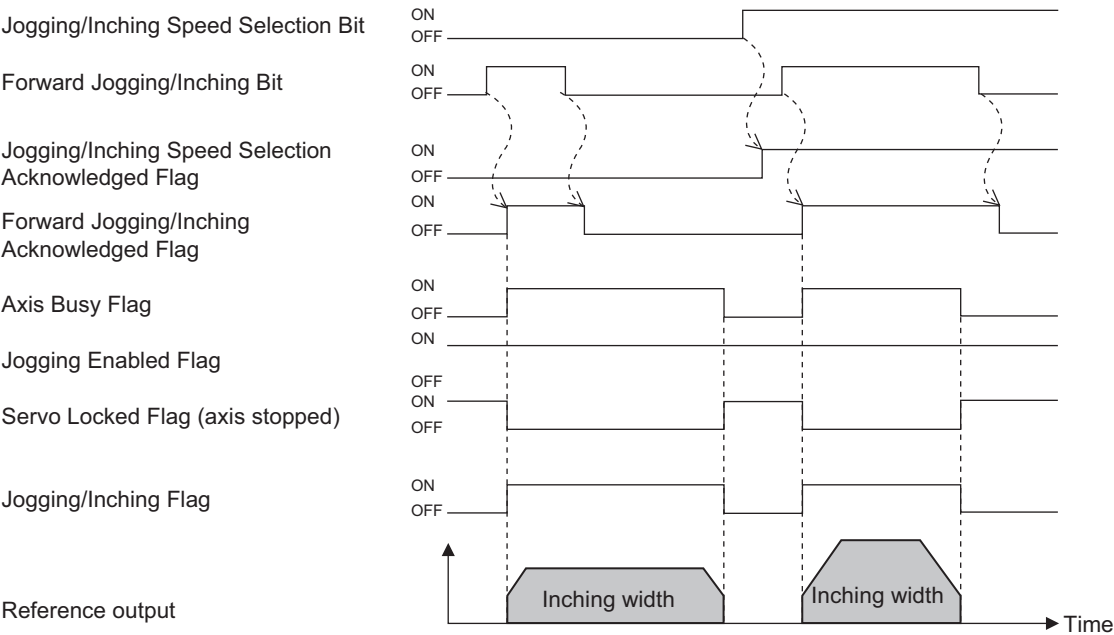 Jogging/Inching Speed Selection Bit
ON
OFF
Forward Jogging/Inching Bit
ON
OFF
Jogging/Inching Speed Selection
Acknowledged Flag
ON
OFF
Forward Jogging/Inching
Acknowledged Flag
ON
OFF
Axis Busy Flag
ON
OFF
Jogging Enabled Flag
ON
OFF
Servo Locked Flag (axis stopped)
ON
OFF
Jogging/Inching Flag
ON
OFF
Reference output
Inching width
Inching width
Time